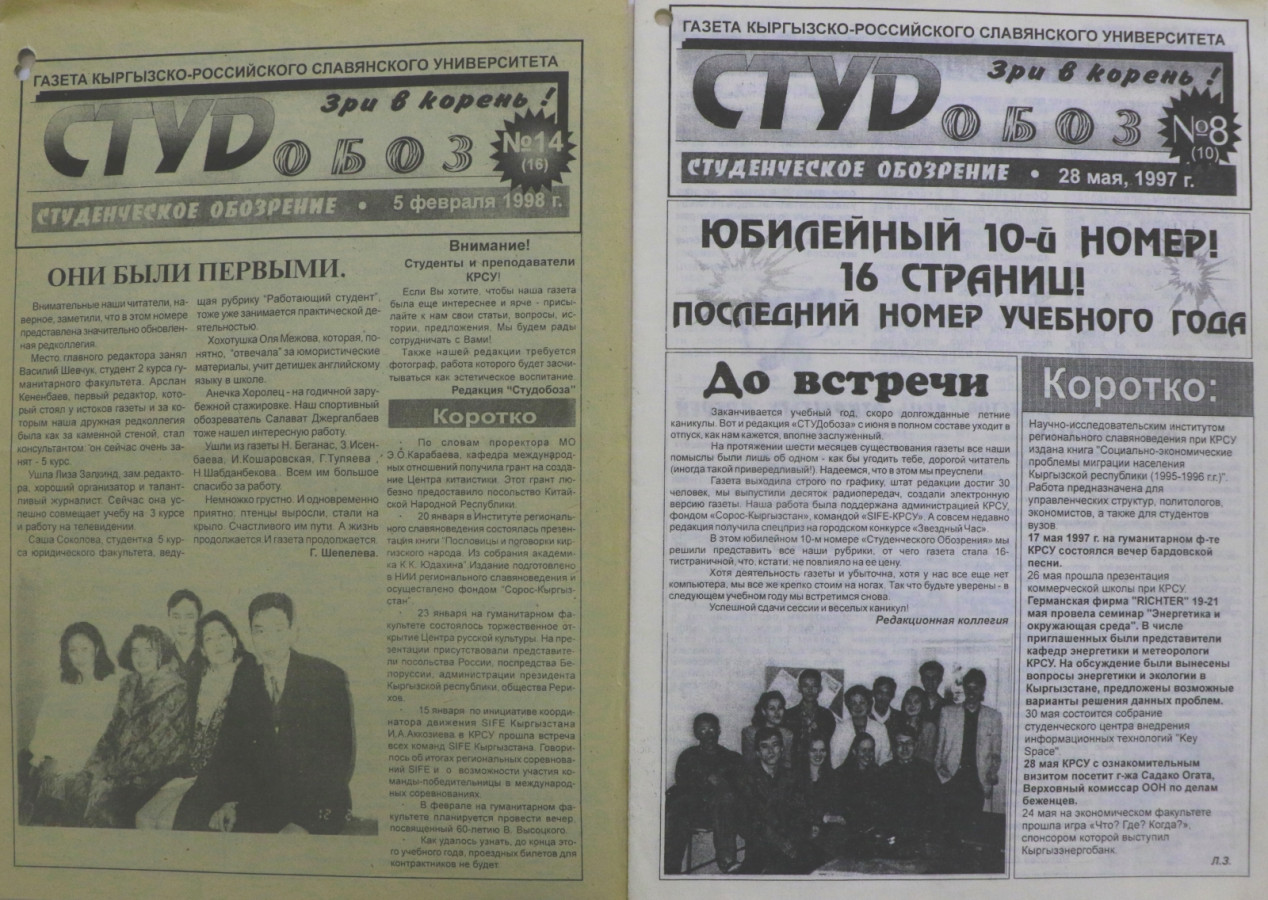 ГАЗЕТА КЫРГЫЗСКО-РОССИЙСКОГО СЛАВЯНСКОГО УНИВЕРСИТЕТА
Зри в корень !
СТУD
ОБОЗ
№14
(16)
СТУДЕНЧЕСКОЕ ОБОЗРЕНИЕ • 5 февраля 1998 г.
ОНИ БЫЛИ ПЕРВЫМИ.
Внимательные наши читатели, на-
верное, заметили, что в этом номере
представлена значительно обновлен-
ная редколлегия.
Место главного редактора занял
Василий Шевчук, студент 2 курса гу-
манитарного факультета. Арслан
Кененбаев, первый редактор, кото-
рый стоял у истоков газеты и за ко-
торым наша дружная редколлегия
была как за каменной стеной, стал
консультантом: он сейчас очень за-
нят - 5 курс.
Ушла Лиза Залкинд, зам редакто-
ра, хороший организатор и талант-
ливый журналист. Сейчас она ус-
пешно совмещает учебу на 3 курсе
и работу на телевидении.
Саша Соколова, студентка 5 кур-
са юридического факультета, веду-
щая рубрику "Работающий студент",
тоже уже занимается практической де-
ятельностью.
Хохотушка Оля Межова, которая, по-
нятно, "отвечала" за юмористические
материалы, учит детишек английскому
языку в школе.
Анечка Хоролец - на годичной зару-
бежной стажировке. Наш спортивный
обозреватель Салават Джергалбаев
тоже нашел интересную работу.
Ушли из газеты Н. Беганас, З.Исен-
баева, И.Кошаровская, Г.Туляева ,
Н.Шабданбекова. Всем им большое
спасибо за работу.
Немножко грустно. И одновременно
приятно, птенцы выросли, стали на
крыло. Счастливого им пути. А жизнь
продолжается И газета продолжается.
Г. Шепелева.
Внимание!
Студенты и преподаватели
КРСУ!
Если Вы хотите, чтобы наша газета
была еще интереснее и ярче - присы-
лайте к нам свои статьи, вопросы, ис-
тории, предложения. Мы будем рады
сотрудничать с Вами!
Также нашей редакции требуется
фотограф, работа которого будет засчи-
тываться как эстетическое воспитание.
Редакция "Студобоза"
Коротко
· По словам проректора МО
Э.О.Карабаева, кафедра международ-
ных отношений получила грант на созда-
ние Центра китаистики. Этот грант лю-
безно предоставило посольство Китай-
ской Народной Республики.
· 20 января в Институте регионально-
го славяноведения состоялась презента-
ция книги "Пословицы и поговорки кир-
гизского народа. Из собрания академи-
ка К.К. Юдахина" Издание подготовлено
в НИИ регионального славяноведения и
осуществлено фондом "Сорос-Кыргыз-
стан".
· 23 января на гуманитарном фа-
культете состоялось торжественное от-
крытие Центра русской культуры. На пре-
зентации присутствовали представите-
ли посольства России, поспредства Бе-
лоруссии, администрации президента
Кыргызской республики, общества Рери-
хов.
· 15 января по инициативе коорди-
натора движения SIFE Кыргызстана
И.А.Аккозиева в КРСУ прошла встреча
всех команд SIFE Кыргызстана. Говори-
лось об итогах региональных соревнова-
ний SIFE и о возможности участия ко-
манды-победительницы в международ-
ных соревнованиях.
· В феврале на гуманитарном фа-
культете планируется провести вечер,
посвященный 60-летию В. Высоцкого.
· Как удалось узнать, до конца это-
го учебного года, проездных билетов для
контрактников не будет.
ГАЗЕТА КЫРГЫЗСКО-РОССИЙСКОГО СЛАВЯНСКОГО УНИВЕРСИТЕТА
Зри в корень !
СТУD
ОБОЗ
№8
(10)
СТУДЕНЧЕСКОЕ ОБОЗРЕНИЕ • 28 мая, 1997 г.
ЮБИЛЕЙНЫЙ 10-й НОМЕР!
16 СТРАНИЦ!
ПОСЛЕДНИЙ НОМЕР УЧЕБНОГО ГОДА
До встречи
Заканчивается учебный год, скоро долгожданные летние
каникулы. Вот и редакция «СТУДобоза» с июня в полном составе уходит в
отпуск, как нам кажется, вполне заслуженный.
На протяжении шести месяцев существования газеты все наши
помыслы были лишь об одном - как бы угодить тебе, дорогой читатель
(иногда такой привередливый!). Надеемся, что в этом мы преуспели.
Газета выходила строго по графику, штат редакции достиг 30
человек, мы выпустили десяток радиопередач, создали электронную
версию газеты. Наша работа была поддержана администрацией КРСУ,
фондом «Сорос-Кыргызстан», командой «SIFE-КРСУ». А совсем недавно
редакция получила спецприз на городском конкурсе «Звездный Час».
В этом юбилейном 10-м номере «Студенческого Обозрения» мы
решили представить все наши рубрики, от чего газета стала 16-
тистраничной, что, кстати, не повлияло на ее цену.
Хотя деятельность газеты и убыточна, хотя у нас все еще нет
компьютера, мы все же крепко стоим на ногах. Так что будьте уверены - в
следующем учебном году мы встретимся снова.
Успешной сдачи сессии и веселых каникул!
Редакционная коллегия
Коротко:
Научно-исследовательским институтом
регионального славяноведения при КРСУ
издана книга "Социально-экономические
проблемы миграции населения
Кыргызской республики (1995-1996 г.г.)".
Работа предназначена для
управленческих структур, политологов,
экономистов, а также для студентов
вузов.
17 мая 1997 г. на гуманитарном ф-те
КРСУ состоялся вечер бардовской
песни.
26 мая прошла презентация
коммерческой школы при КРСУ.
Германская фирма "RICHTER" 19-21
мая провела семинар "Энергетика и
окружающая среда". В числе
приглашенных были представители
кафедр энергетики и метеорологи
КРСУ. На обсуждение были вынесены
вопросы энергетики и экологии в
Кыргызстане, предложены возможные
варианты решения данных проблем.
30 мая состоится собрание
студенческого центра внедрения
информационных технологий "Key
Space".
28 мая КРСУ с ознакомительным
визитом посетит г-жа Садако Огата,
Верховный комиссар ООН по делам
беженцев.
24 мая на экономическом факультете
прошла игра «Что? Где? Когда?»,
спонсором которой выступил
Кыргызэнергобанк.
Л.З.